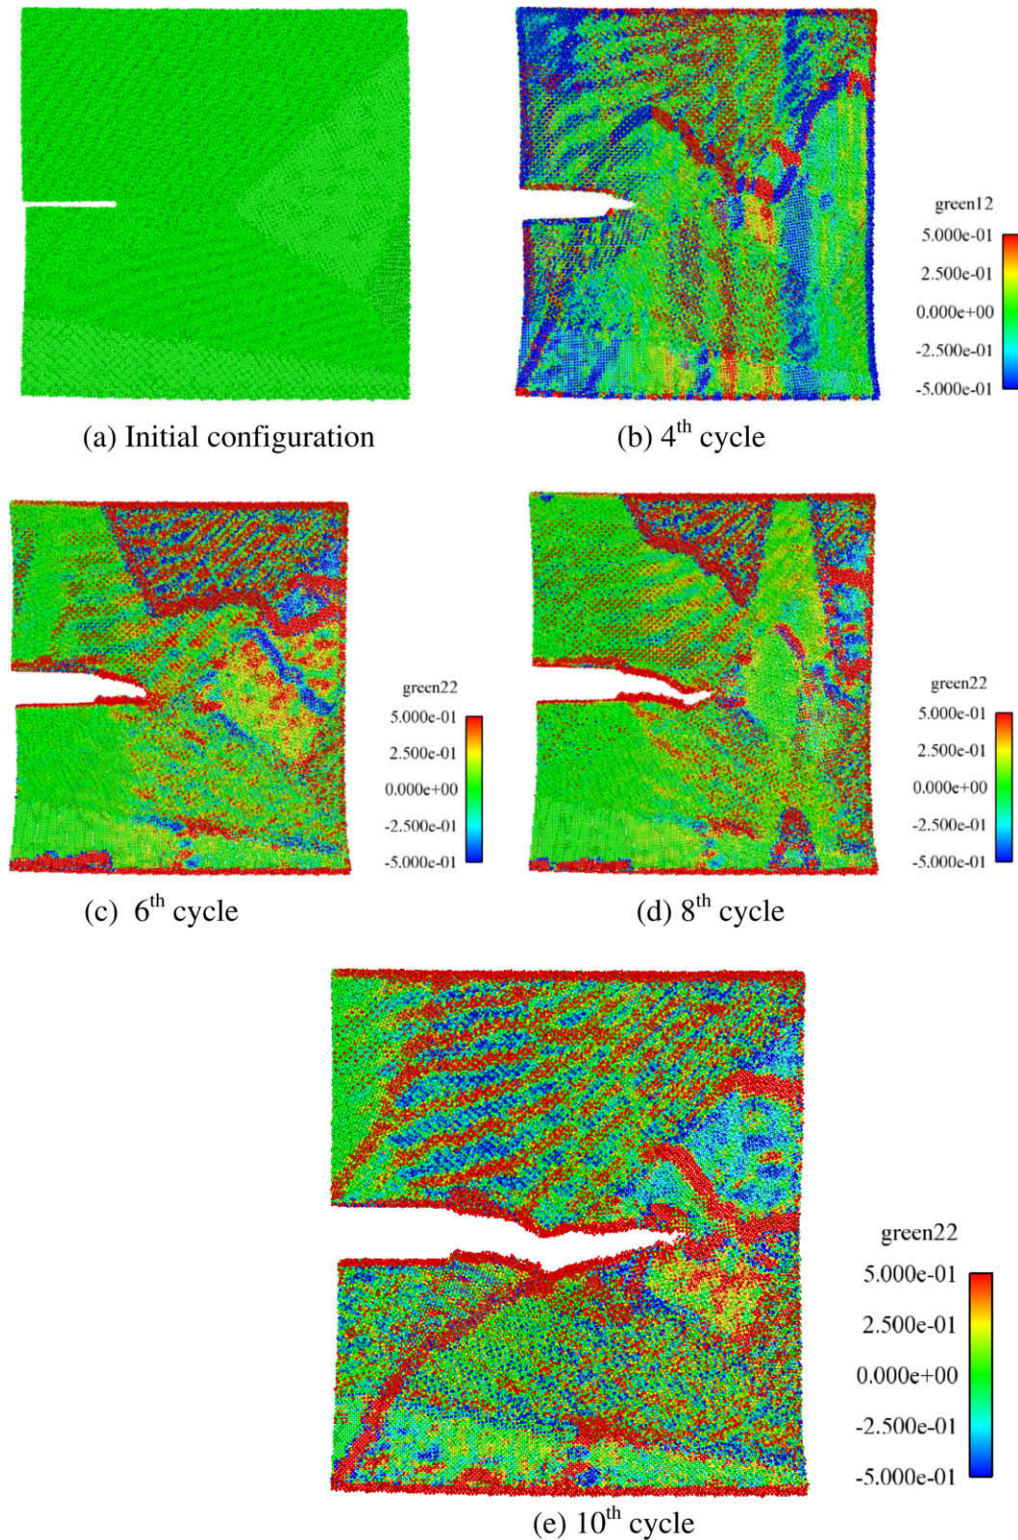 green12
5.000e-01
2.500e-01
0.000e+00
-2.500e-01
-5.000e-01
(a) Initial configuration
(b) 4th cycle
green22
5.000e-01
2.500e-01
0.000e+00
-2.500e-01
-5.000e-01
green22
5.000e-01
2.500e-01
0.000e+00
-2.500e-01
-5.000e-01
(c) 6th cycle
(d) 8th cycle
green22
5.000e-01
2.500e-01
0.000e+00
-2.500e-01
-5.000e-01
(e) 10th cycle